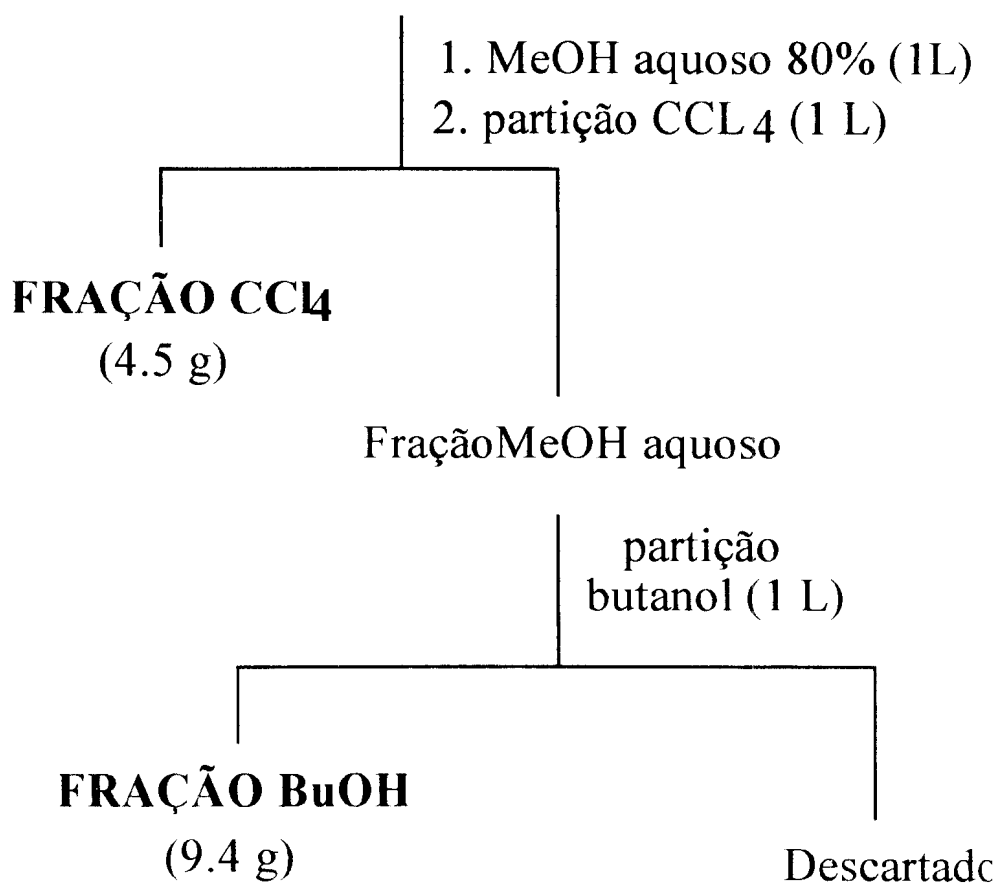 1. MeOH aquoso 80% (1L)
2. partição CCL4 (1 L)
FRAÇÃO CCl4
(4.5 g)
FraçãoMeOH aquoso
partição
butanol (1 L)
FRAÇÃO BuOH
(9.4 g)
Descartado